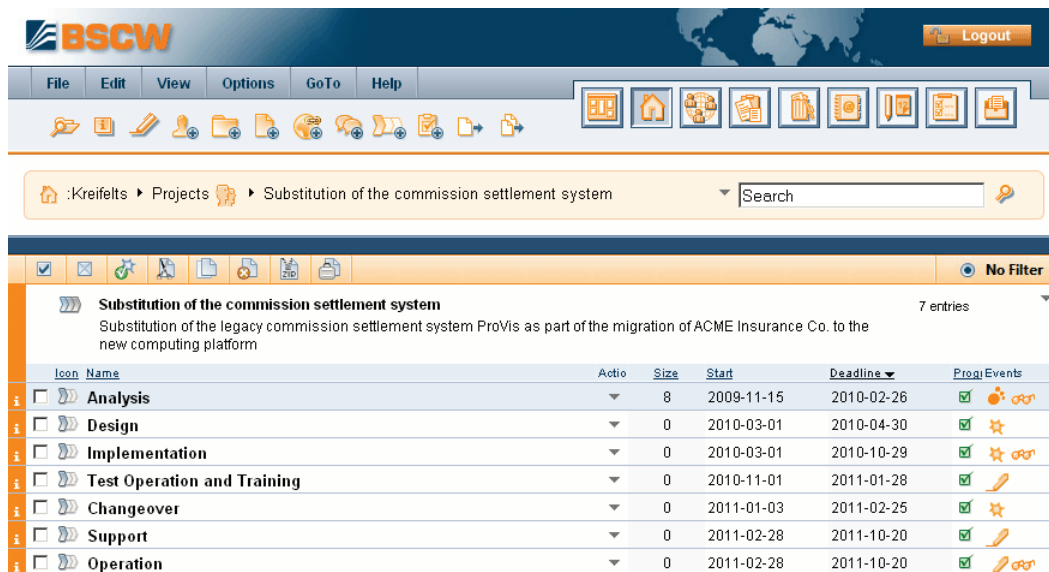 BSCW
Logout
File Edit View Options GoTo Help
:Kreifelts Projects Substitution of the commission settlement system Search
ZIP
No Filter
Substitution of the commission settlement system 7 entries
Substitution of the legacy commission settlement system ProVis as part of the migration of ACME Insurance Co. to the
new computing platform
Icon Name Actio Size Start Deadline Progr Events
Analysis 8 2009-11-15 2010-02-26
Design 0 2010-03-01 2010-04-30
Implementation 0 2010-03-01 2010-10-29
Test Operation and Training 0 2010-11-01 2011-01-28
Changeover 0 2011-01-03 2011-02-25
Support 0 2011-02-28 2011-10-20
Operation 0 2011-02-28 2011-10-20